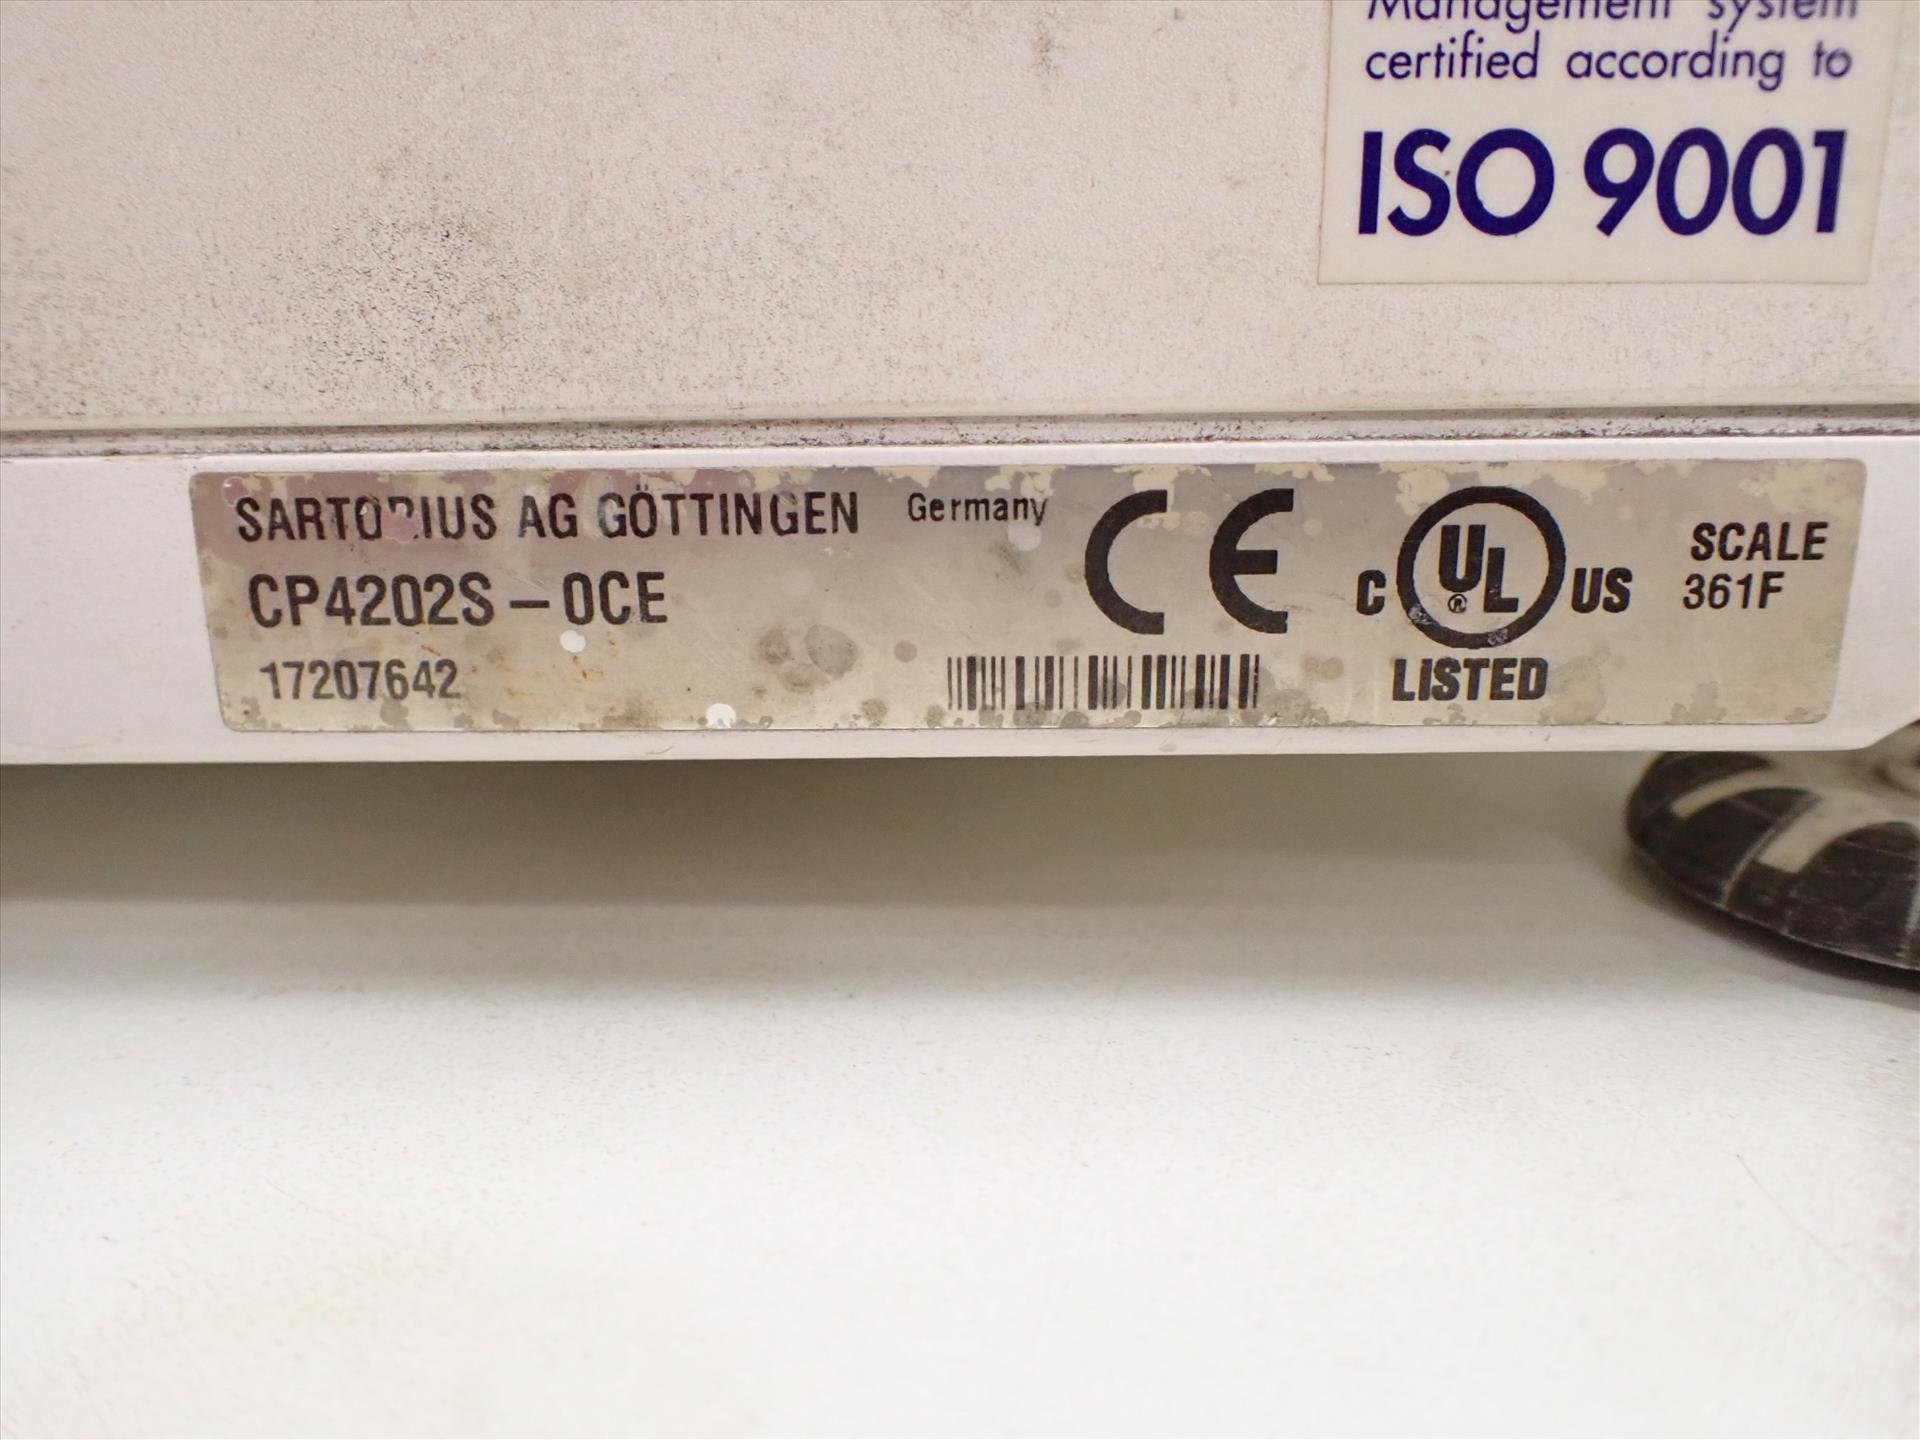 Management system
certified according to
ISO 9001
SARTORIUS AG GÖTTINGEN Germany
CE
C UL ® US
LISTED
SCALE
361F
CP4202S – 0CE
17207642